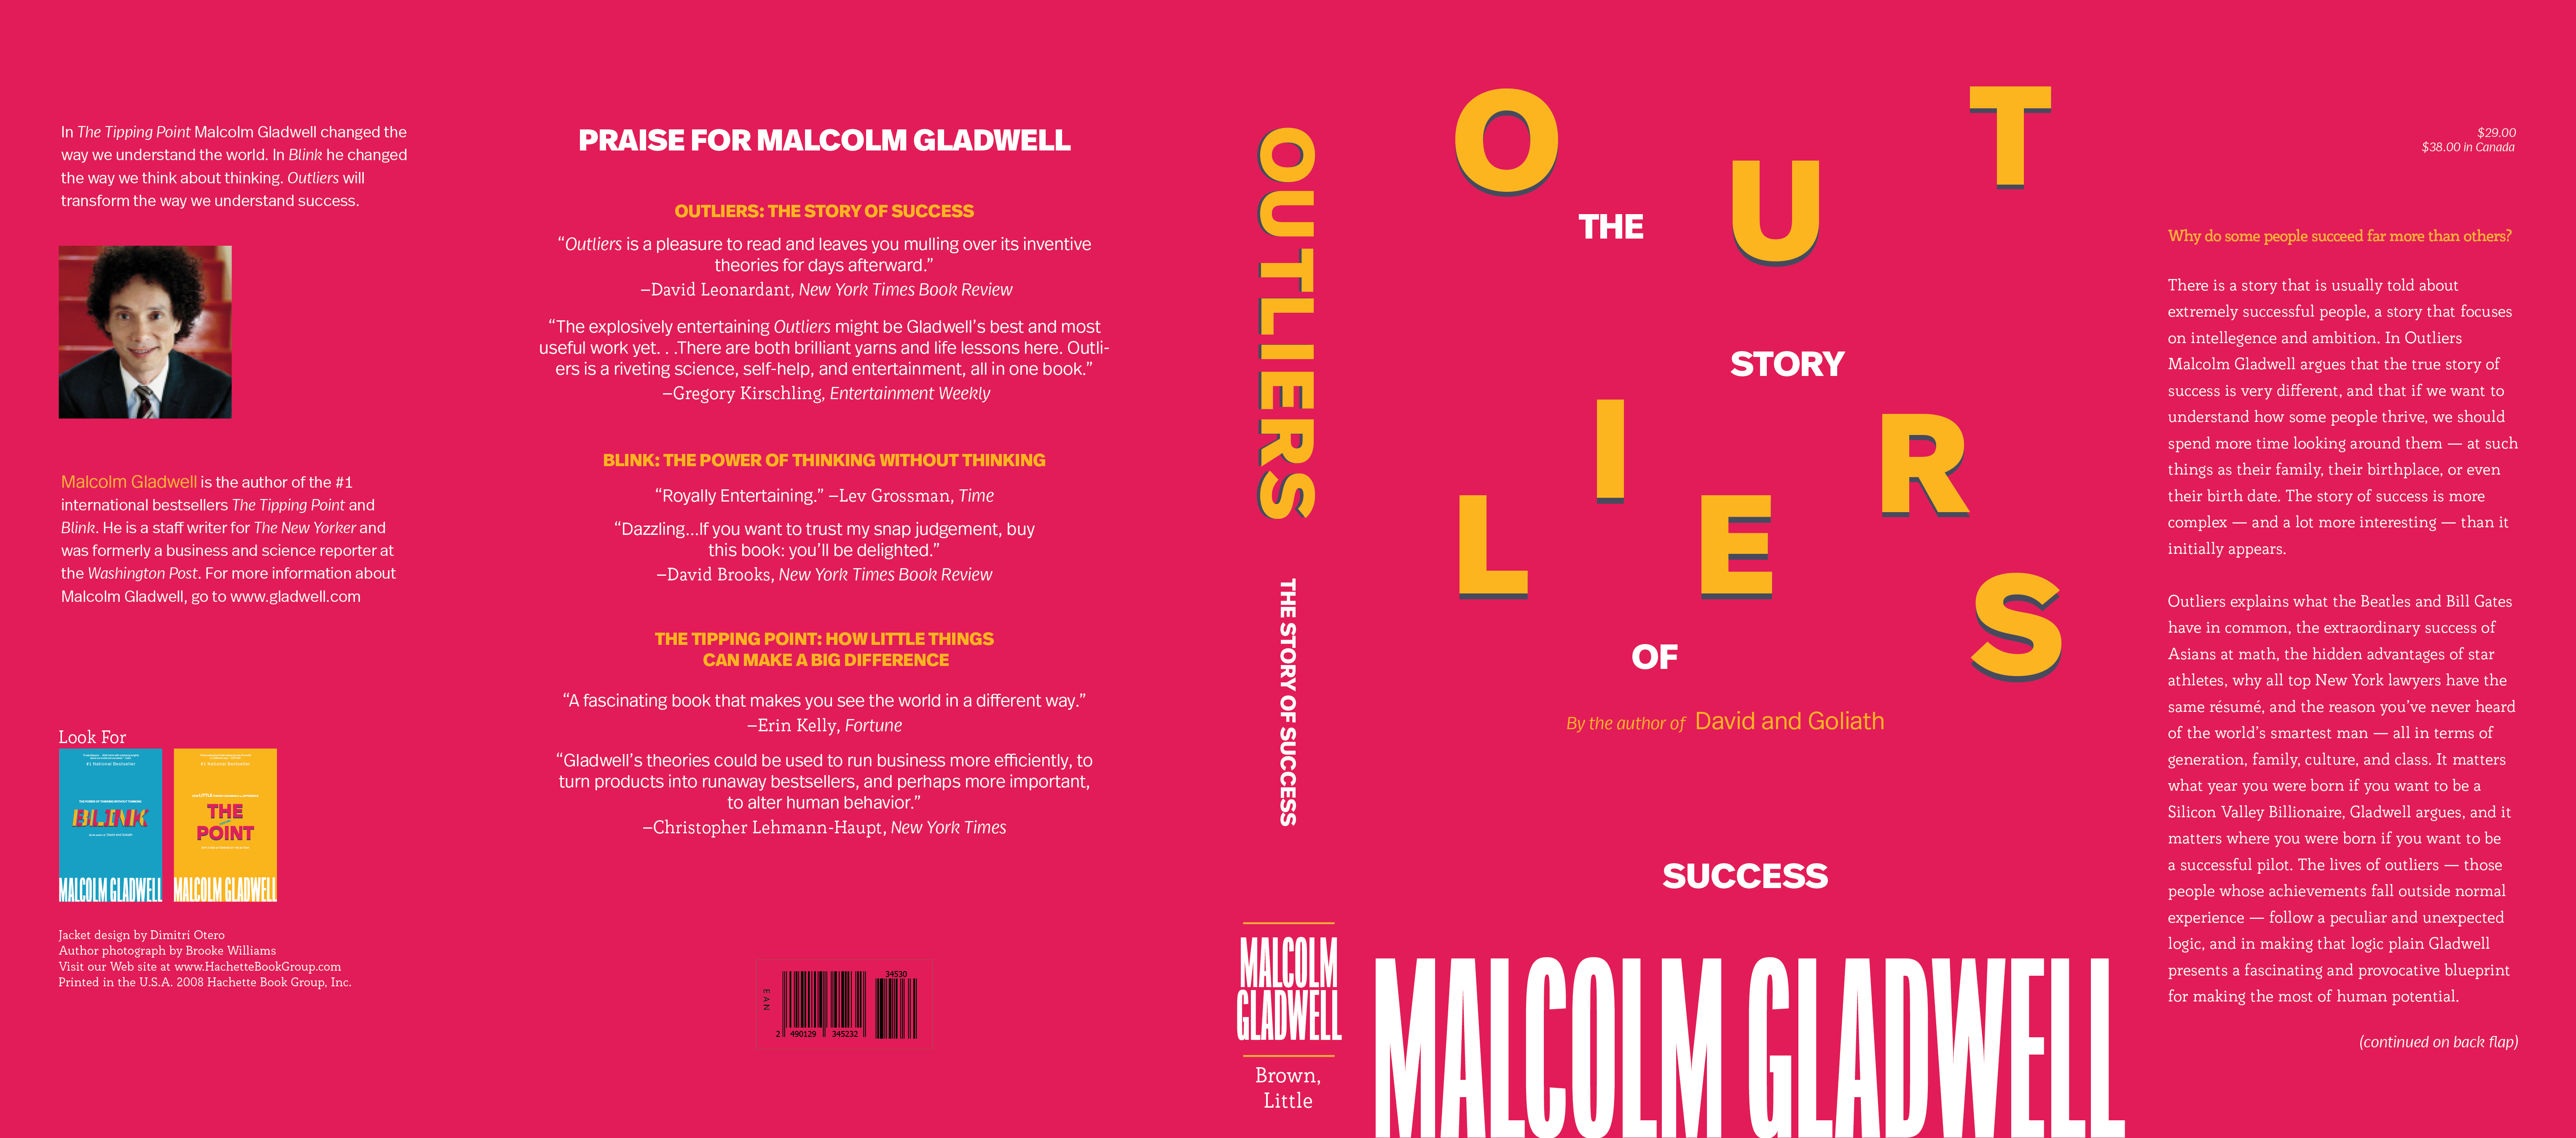 In The Tipping Point Malcolm Gladwell changed the
way we understand the world. In Blink he changed
the way we think about thinking. Outliers will
transform the way we understand success.
Malcolm Gladwell is the author of the #1
international bestsellers The Tipping Point and
Blink. He is a staff writer for The New Yorker and
was formerly a business and science reporter at
the Washington Post. For more information about
Malcolm Gladwell, go to www.gladwell.com
Look For
#1 National Bestseller
THE POWER OF THINKING WITHOUT THINKING
BLINK
By the author of David and Goliath
MALCOLM GLADWELL
#1 National Bestseller
THE
POINT
MALCOLM GLADWELL
Jacket design by Dimitri Otero
Author photograph by Brooke Williams
Visit our Web site at www.HachetteBookGroup.com
Printed in the U.S.A. 2008 Hachette Book Group, Inc.
PRAISE FOR MALCOLM GLADWELL
OUTLIERS: THE STORY OF SUCCESS
“Outliers is a pleasure to read and leaves you mulling over its inventive
theories for days afterward.”
–David Leonardant, New York Times Book Review
“The explosively entertaining Outliers might be Gladwell’s best and most
useful work yet. . .There are both brilliant yarns and life lessons here. Outli-
ers is a riveting science, self-help, and entertainment, all in one book.”
–Gregory Kirschling, Entertainment Weekly
BLINK: THE POWER OF THINKING WITHOUT THINKING
“Royally Entertaining.” –Lev Grossman, Time
“Dazzling...If you want to trust my snap judgement, buy
this book: you’ll be delighted.”
–David Brooks, New York Times Book Review
THE TIPPING POINT: HOW LITTLE THINGS
CAN MAKE A BIG DIFFERENCE
“A fascinating book that makes you see the world in a different way.”
–Erin Kelly, Fortune
“Gladwell’s theories could be used to run business more efficiently, to
turn products into runaway bestsellers, and perhaps more important,
to alter human behavior.”
–Christopher Lehmann-Haupt, New York Times
EAN
34530
2 490129 345232
OUTLIERS
THE STORY OF SUCCESS
MALCOLM
GLADWELL
Brown,
Little
OUT
THE
STORY
LIERS
OF
By the author of David and Goliath
SUCCESS
MALCOLM GLADWELL
$29.00
$38.00 in Canada
Why do some people succeed far more than others?
There is a story that is usually told about
extremely successful people, a story that focuses
on intellegence and ambition. In Outliers
Malcolm Gladwell argues that the true story of
success is very different, and that if we want to
understand how some people thrive, we should
spend more time looking around them — at such
things as their family, their birthplace, or even
their birth date. The story of success is more
complex — and a lot more interesting — than it
initially appears.
Outliers explains what the Beatles and Bill Gates
have in common, the extraordinary success of
Asians at math, the hidden advantages of star
athletes, why all top New York lawyers have the
same résumé, and the reason you’ve never heard
of the world’s smartest man — all in terms of
generation, family, culture, and class. It matters
what year you were born if you want to be a
Silicon Valley Billionaire, Gladwell argues, and it
matters where you were born if you want to be
a successful pilot. The lives of outliers — those
people whose achievements fall outside normal
experience — follow a peculiar and unexpected
logic, and in making that logic plain Gladwell
presents a fascinating and provocative blueprint
for making the most of human potential.
(continued on back flap)